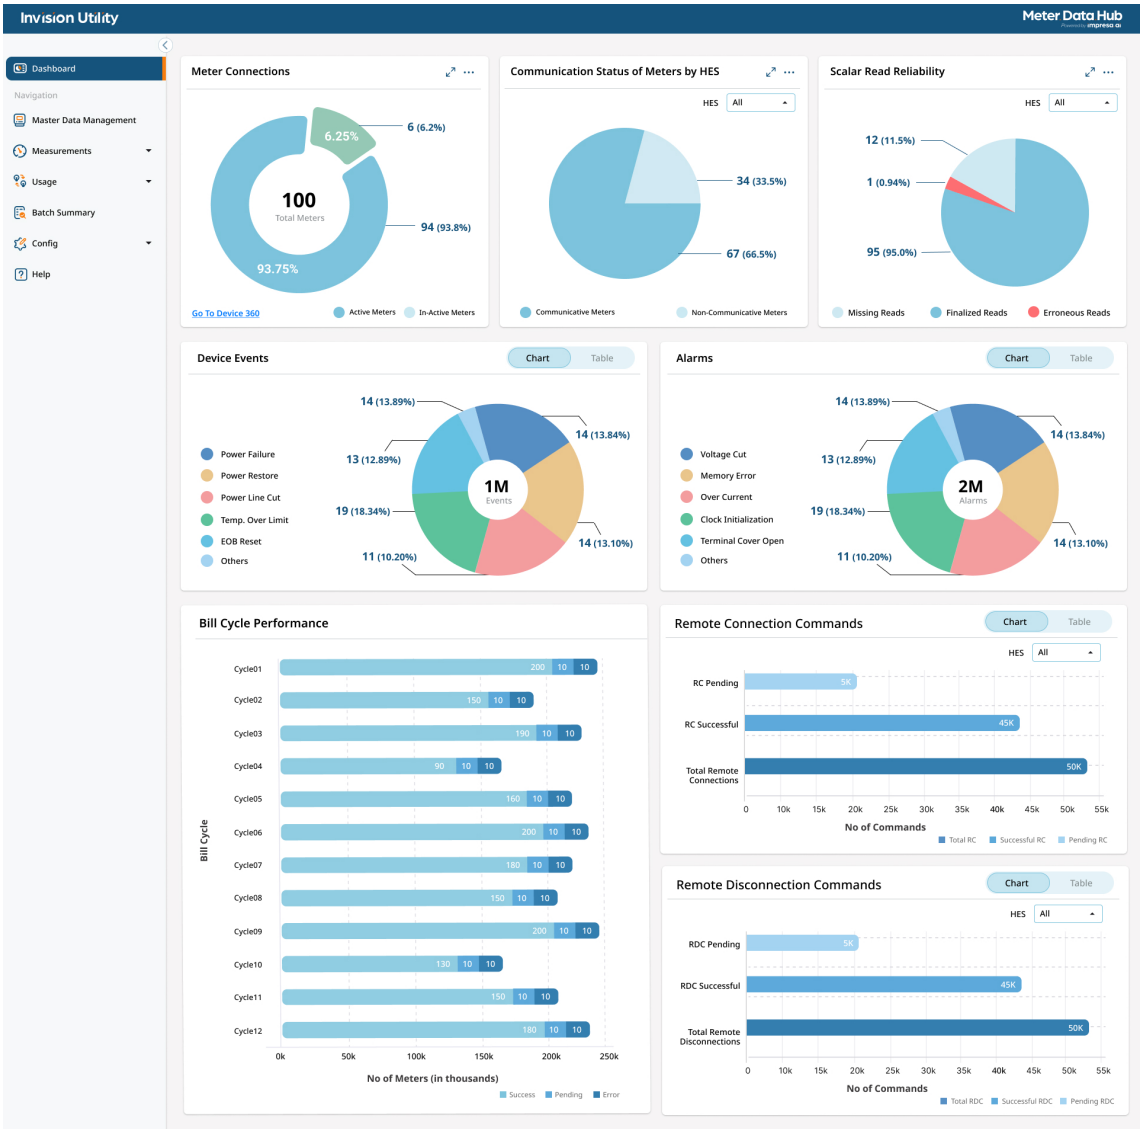 Invision Utility
Meter Data Hub
Powered by impresa ai
Dashboard
Navigation
Master Data Management
Measurements
Usage
Batch Summary
Config
Help
Meter Connections
6.25%
6 (6.2%)
100
Total Meters
94 (93.8%)
93.75%
Go To Device 360
Active Meters
In-Active Meters
Communication Status of Meters by HES
HES
All
34 (33.5%)
67 (66.5%)
Communicative Meters
Non-Communicative Meters
Scalar Read Reliability
HES
All
12 (11.5%)
1 (0.94%)
95 (95.0%)
Missing Reads
Finalized Reads
Erroneous Reads
Device Events
Chart
Table
Power Failure
Power Restore
Power Line Cut
Temp. Over Limit
EOB Reset
Others
14 (13.89%)
14 (13.84%)
13 (12.89%)
1M
Events
19 (18.34%)
14 (13.10%)
11 (10.20%)
Alarms
Chart
Table
Voltage Cut
Memory Error
Over Current
Clock Initialization
Terminal Cover Open
Others
14 (13.89%)
14 (13.84%)
13 (12.89%)
2M
Alarms
19 (18.34%)
14 (13.10%)
11 (10.20%)
Bill Cycle Performance
Bill Cycle
Cycle01 200 10 10
Cycle02 150 10 10
Cycle03 190 10 10
Cycle04 90 10 10
Cycle05 160 10 10
Cycle06 200 10 10
Cycle07 180 10 10
Cycle08 150 10 10
Cycle09 200 10 10
Cycle10 130 10 10
Cycle11 150 10 10
Cycle12 180 10 10
0k 50k 100k 150k 200k 250k
No of Meters (in thousands)
Success Pending Error
Remote Connection Commands
Chart
Table
HES
All
RC Pending 5K
RC Successful 45K
Total Remote
Connections
50K
0 10k 15k 20k 25k 30k 35k 40k 45k 50k 55k
No of Commands
Total RC Successful RC Pending RC
Remote Disconnection Commands
Chart
Table
HES
All
RDC Pending 5K
RDC Successful 45K
Total Remote
Disconnections
50K
0 10k 15k 20k 25k 30k 35k 40k 45k 50k 55k
No of Commands
Total RDC Successful RDC Pending RDC